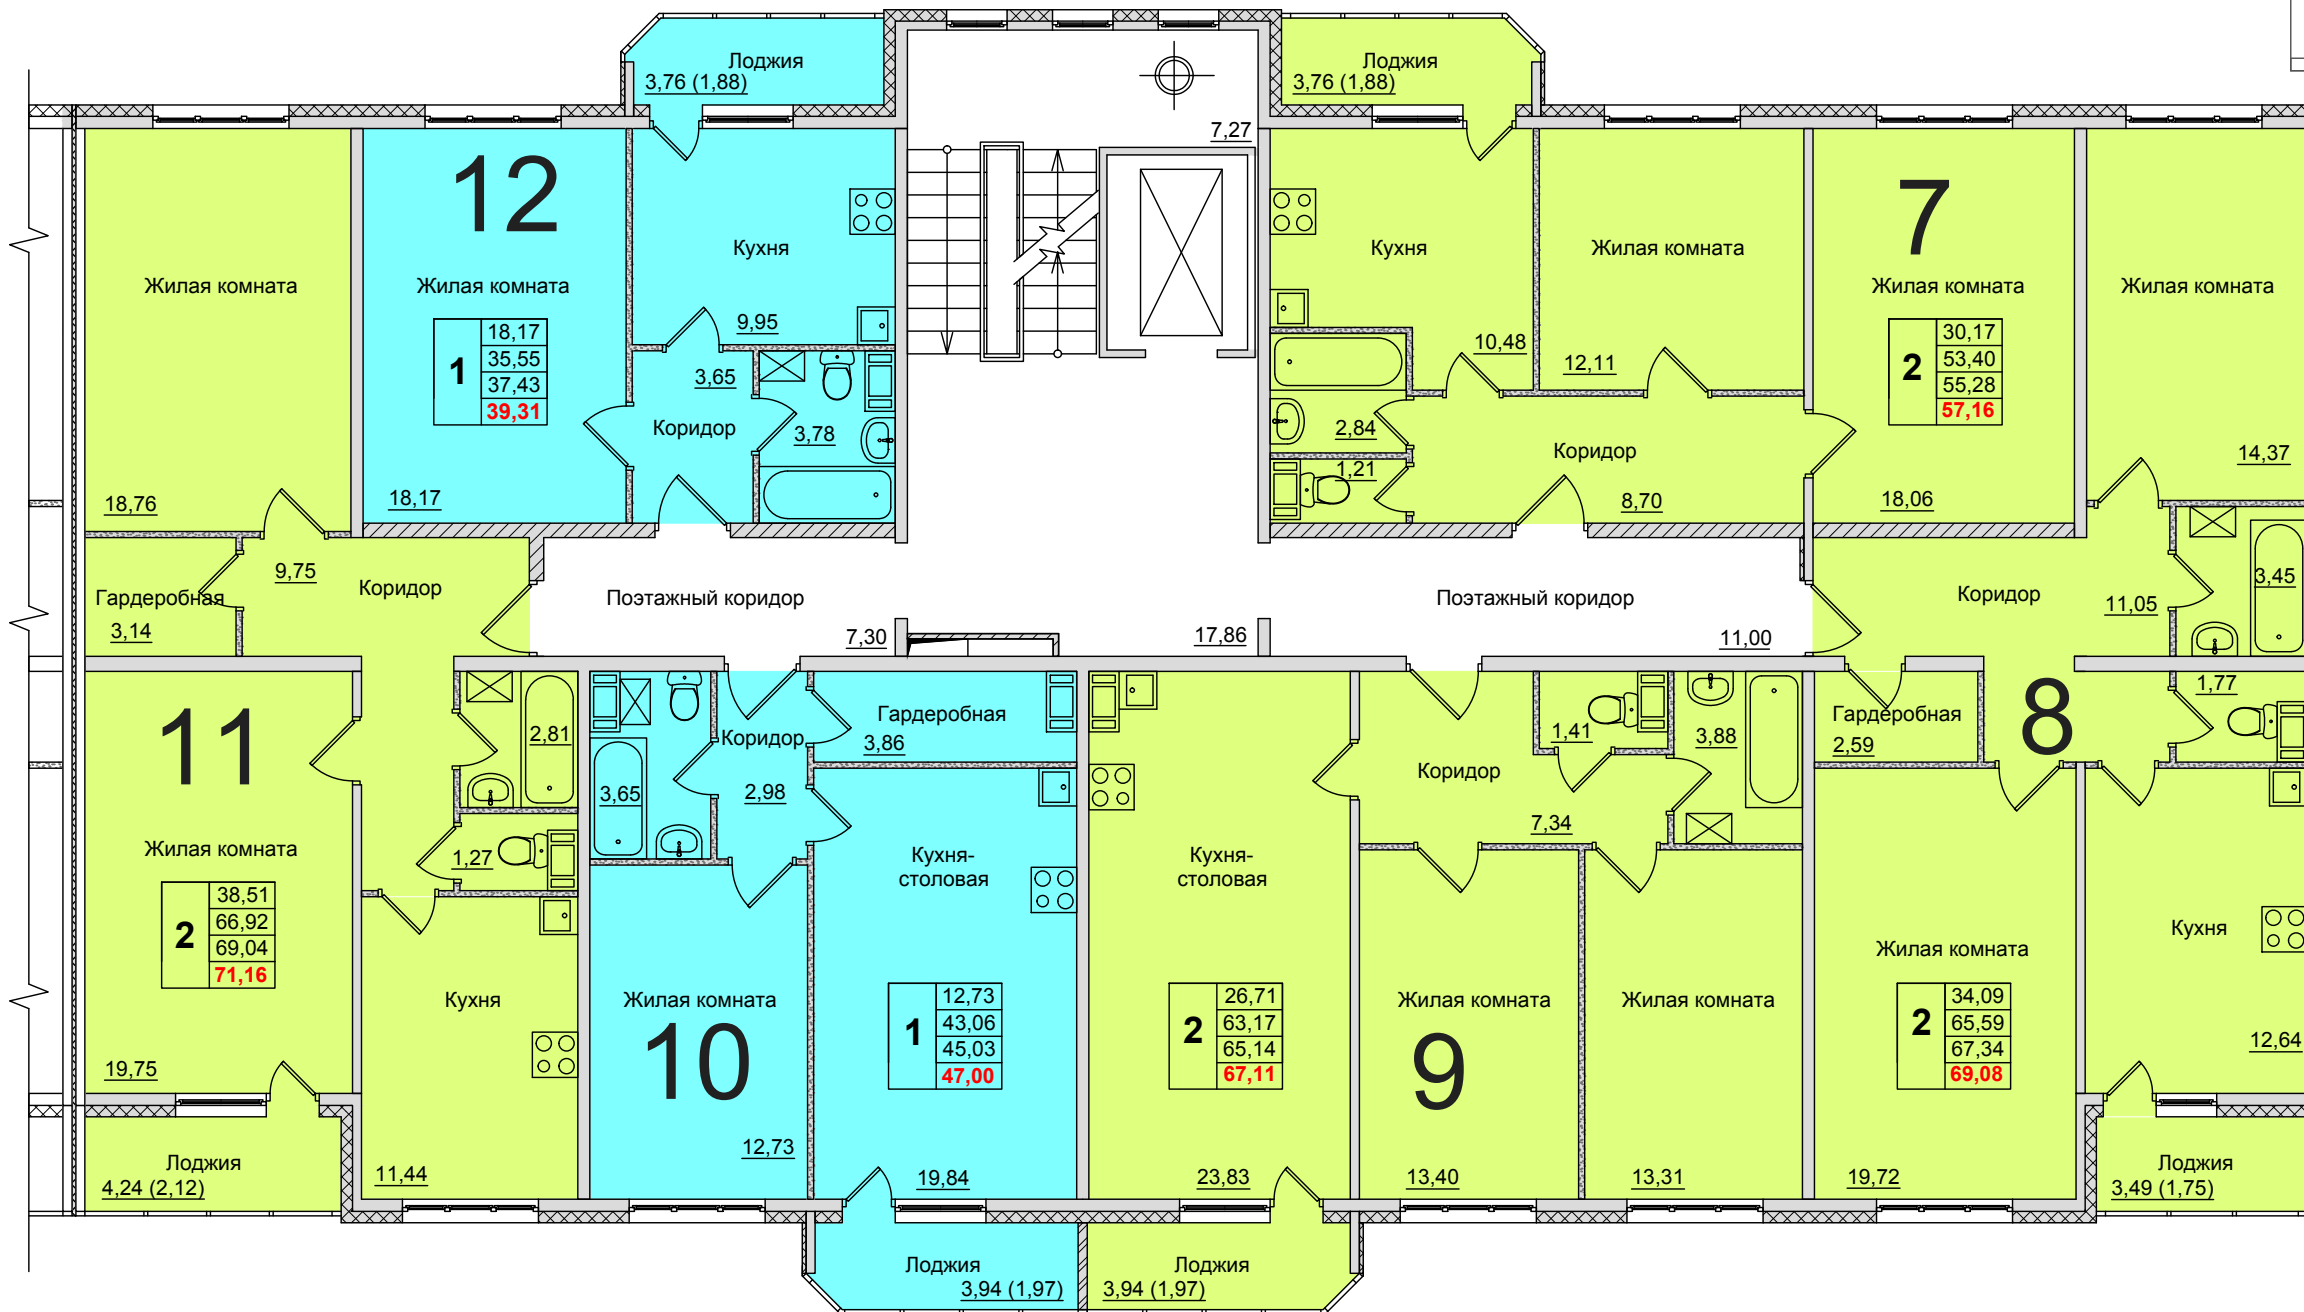 Лоджия
3,76 (1,88)
Лоджия
3,76 (1,88)
7,27
12
Жилая комната
18,76
Жилая комната
1
18,17
35,55
37,43
39,31
18,17
Кухня
9,95
3,65
Коридор
3,78
Кухня
10,48
Жилая комната
12,11
2,84
1,21
Коридор
8,70
7
Жилая комната
2
30,17
53,40
55,28
57,16
18,06
Жилая комната
14,37
Гардеробная
3,14
9,75
Коридор
Поэтажный коридор
7,30
17,86
Поэтажный коридор
11,00
Коридор
11,05
3,45
11
Жилая комната
2
38,51
66,92
69,04
71,16
19,75
2,81
1,27
Кухня
11,44
Лоджия
4,24 (2,12)
3,65
Коридор
2,98
Гардеробная
3,86
Жилая комната
10
12,73
Кухня-
столовая
1
12,73
43,06
45,03
47,00
19,84
Лоджия
3,94 (1,97)
Кухня-
столовая
2
26,71
63,17
65,14
67,11
23,83
Лоджия
3,94 (1,97)
Коридор
7,34
1,41
3,88
Жилая комната
9
13,40
Жилая комната
13,31
Гардеробная
2,59
8
1,77
Жилая комната
2
34,09
65,59
67,34
69,08
19,72
Кухня
12,64
Лоджия
3,49 (1,75)